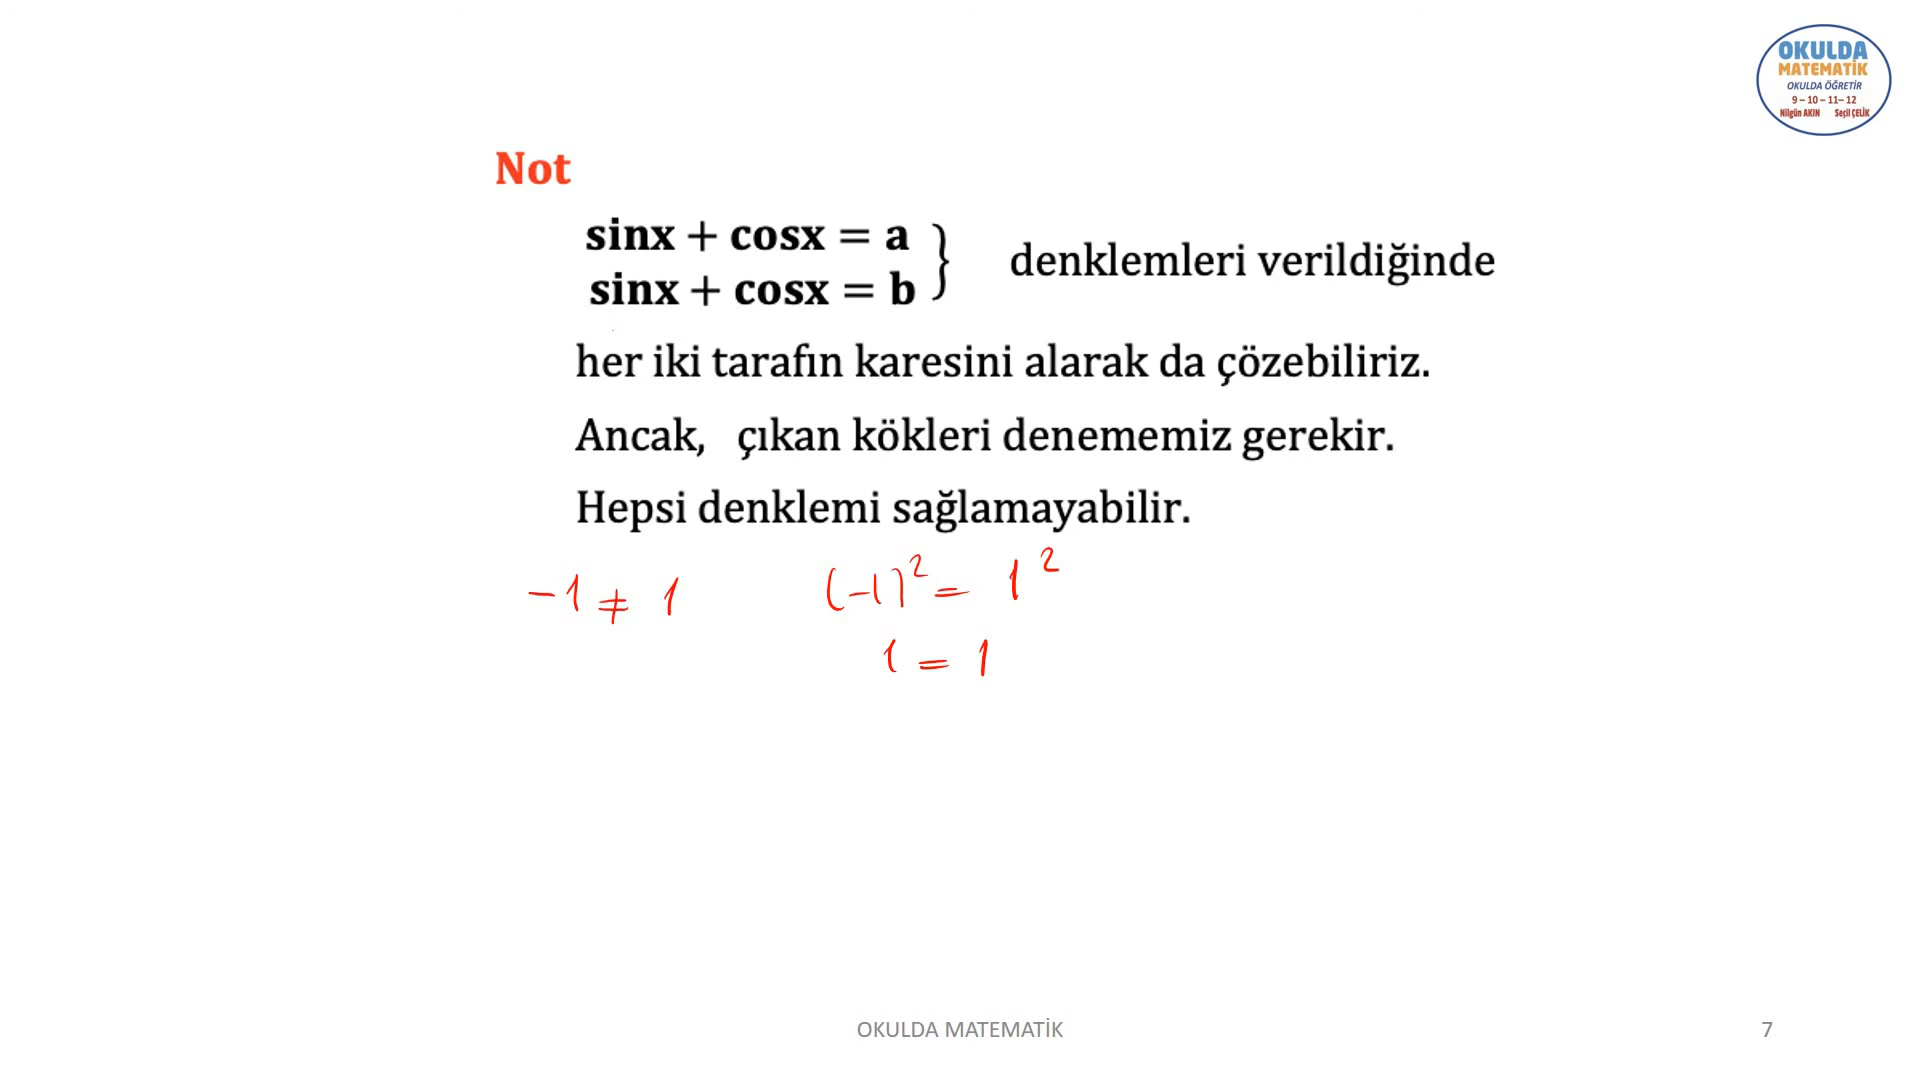 OKULDA
MATEMATİK
OKULDA ÖĞRETİR
9 – 10 – 11– 12
Nilgün AKIN Seçil ÇELİK
Not
sinx + cosx = a
sinx + cosx = b
} denklemleri verildiğinde
her iki tarafın karesini alarak da çözebiliriz.
Ancak, çıkan kökleri denememiz gerekir.
Hepsi denklemi sağlamayabilir.
-1 ≠ 1 (-1)² = 1²
1 = 1
OKULDA MATEMATİK 7